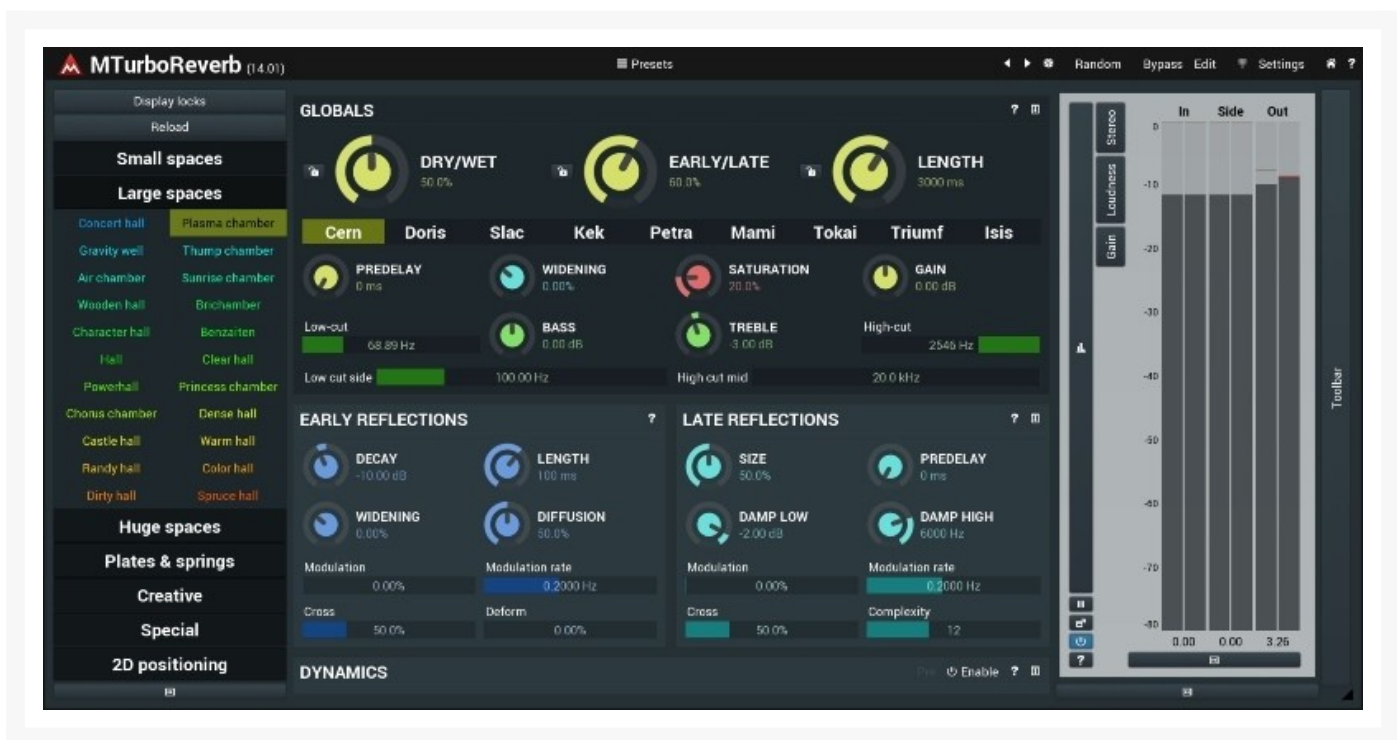 MTurboReverb (14.01)
Presets
Random Bypass Edit Settings ?
Display locks
Reload
Small spaces
Large spaces
Concert hall Plasma chamber
Gravity well Thump chamber
Air chamber Sunrise chamber
Wooden hall Brichamber
Character hall Benzaiten
Hall Clear hall
Powerhall Princess chamber
Chorus chamber Dense hall
Castle hall Warm hall
Randy hall Color hall
Dirty hall Spruce hall
Huge spaces
Plates & springs
Creative
Special
2D positioning
GLOBALS ?
DRY/WET EARLY/LATE LENGTH
50.0% 60.0% 3000 ms
Cern Doris Slac Kek Petra Mami Tokai Triumf Isis
PREDELAY WIDENING SATURATION GAIN
0 ms 0.00% 20.0% 0.00 dB
Low-cut BASS TREBLE High-cut
68.89 Hz 0.00 dB -3.00 dB 2546 Hz
Low cut side 100.00 Hz High cut mid 20.0 kHz
EARLY REFLECTIONS ?
DECAY LENGTH
-10.00 dB 100 ms
WIDENING DIFFUSION
0.00% 50.0%
Modulation Modulation rate
0.00% 0.2000 Hz
Cross Deform
50.0% 0.00%
LATE REFLECTIONS ?
SIZE PREDELAY
50.0% 0 ms
DAMP LOW DAMP HIGH
-2.00 dB 6000 Hz
Modulation Modulation rate
0.00% 0.2000 Hz
Cross Complexity
50.0% 12
DYNAMICS Pre Enable ?
Stereo
Loudness
Gain
In Side Out
0
-10
-20
-30
-40
-50
-60
-70
-80
0.00 0.00 3.26
?
Toolbar